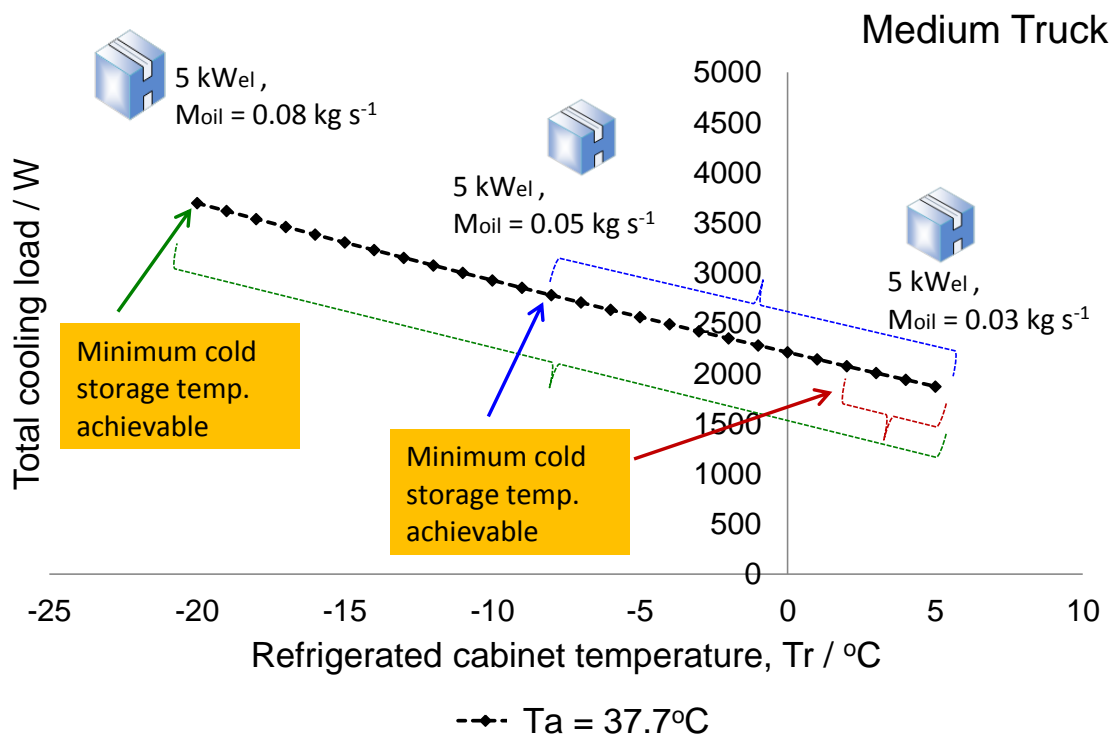 Medium Truck
5 kWel ,
Moil = 0.08 kg s-1
5 kWel ,
Moil = 0.05 kg s-1
5 kWel ,
Moil = 0.03 kg s-1
Total cooling load / W
5000
4500
4000
3500
3000
2500
2000
1500
1000
500
0
Minimum cold
storage temp.
achievable
Minimum cold
storage temp.
achievable
-25 -20 -15 -10 -5 0 5 10
Refrigerated cabinet temperature, Tr / ºC
Ta = 37.7ºC